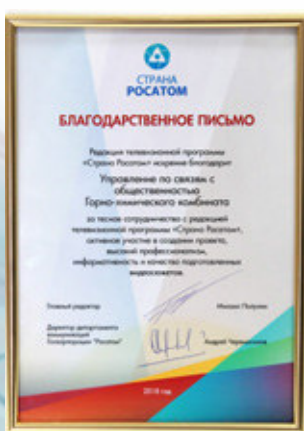 СТРАНА
РОСАТОМ
БЛАГОДАРСТВЕННОЕ ПИСЬМО
Редакция телевизионной программы
«Страна Росатом» искренне благодарит
Управление по связям с
общественностью
Горно-химического комбината
за тесное сотрудничество с редакцией
телевизионной программы «Страна Росатом»,
активное участие в создании проекта,
высокий профессионализм,
информативность и качество подготовленных
видеосюжетов.
Главный редактор
Михаил
Директор департамента
коммуникаций
Госкорпорации "Росатом"
Андрей
2018 год